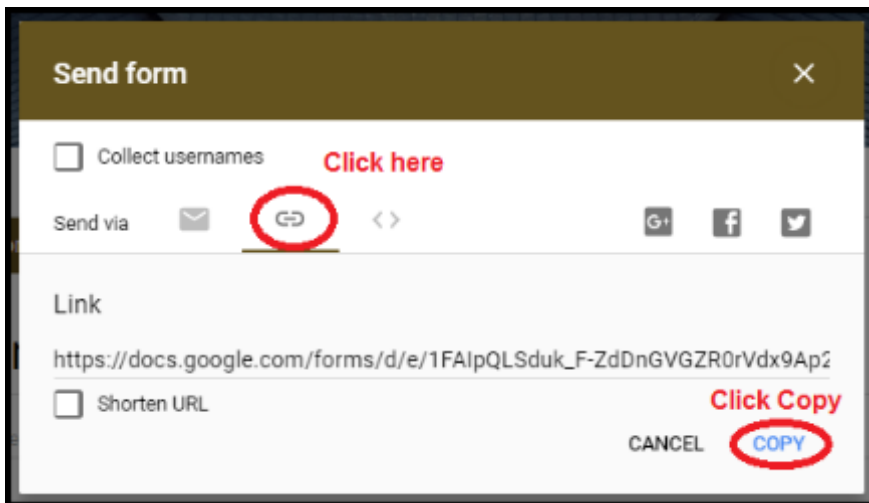 Send form
Collect usernames
Click here
Send via
G+
Link
https://docs.google.com/forms/d/e/1FAIpQLSduk_F-ZdDnGVGZR0rVdx9Ap2
Shorten URL
Click Copy
CANCEL COPY